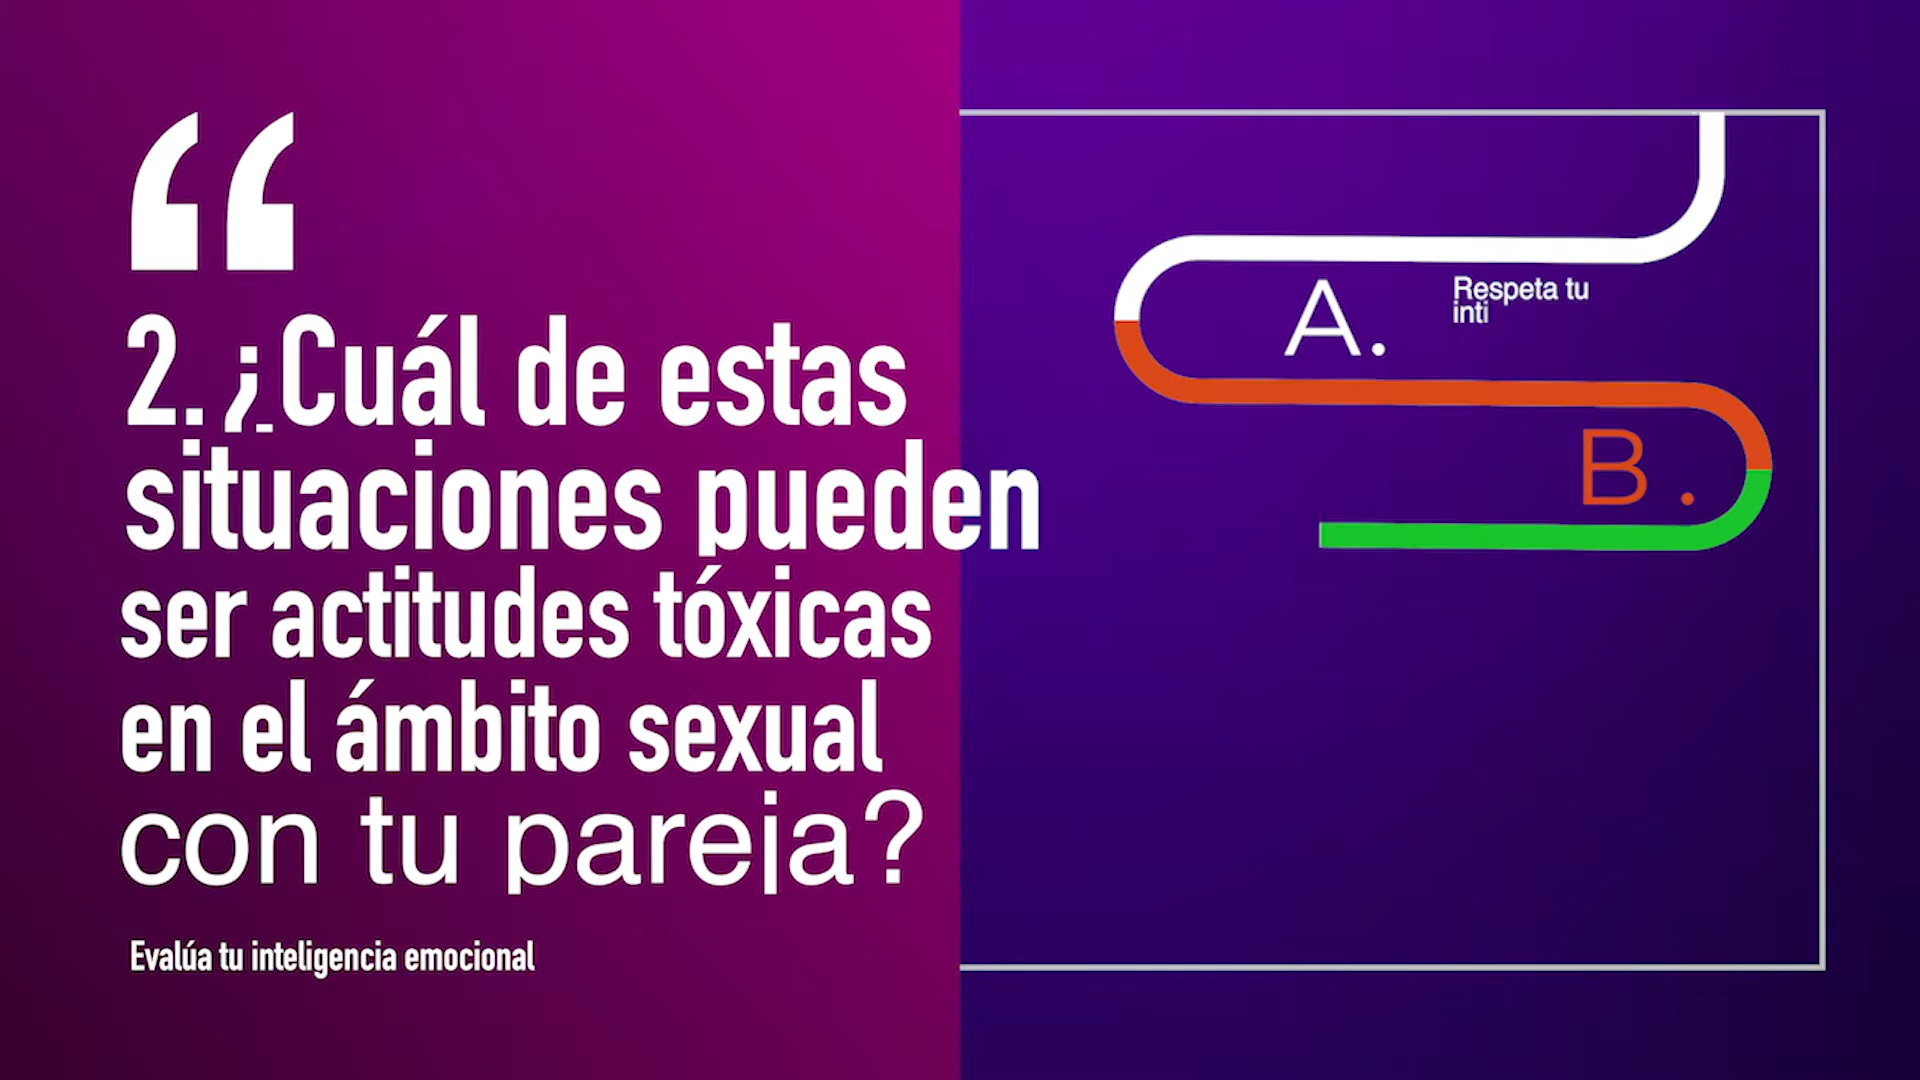 “
2. ¿Cuál de estas
situaciones pueden
ser actitudes tóxicas
en el ámbito sexual
con tu pareja?
Evalúa tu inteligencia emocional
A.
Respeta tu
inti
B.